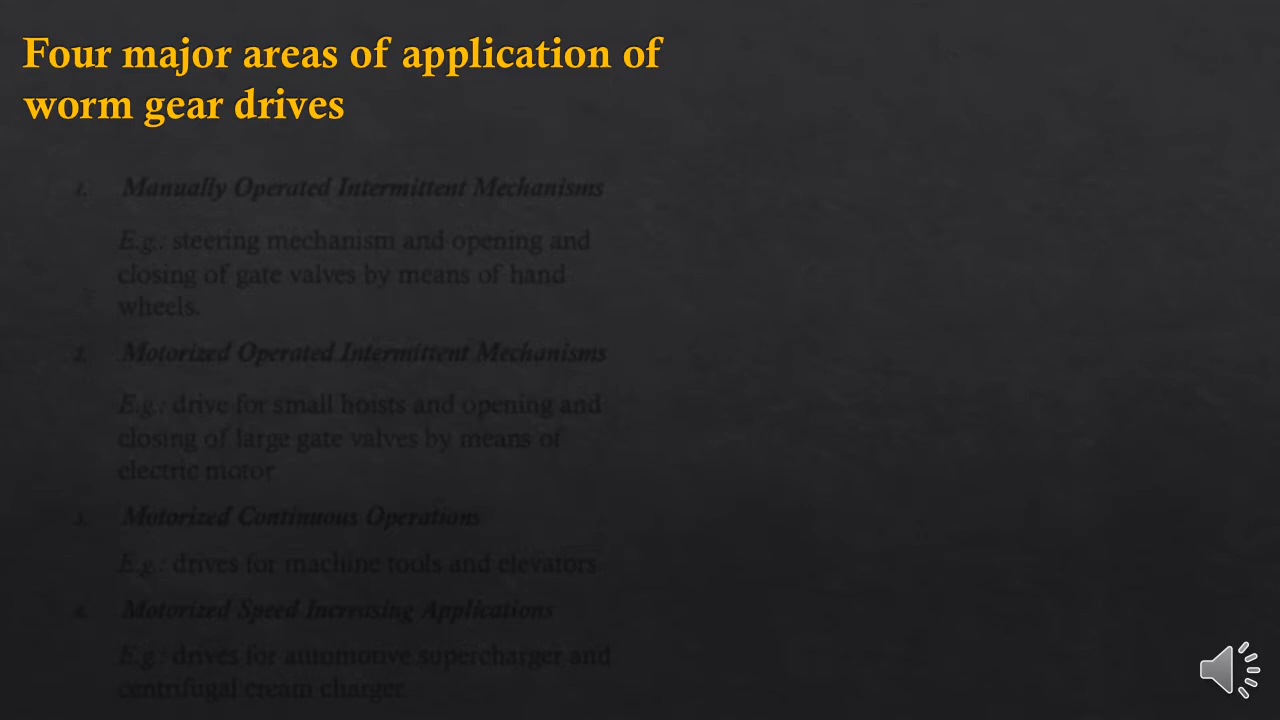 Four major areas of application of
worm gear drives
1. Manually Operated Intermittent Mechanisms
E.g.: steering mechanism and opening and
closing of gate valves by means of hand
wheels.
2. Motorized Operated Intermittent Mechanisms
E.g.: drive for small hoists and opening and
closing of large gate valves by means of
electric motor
3. Motorized Continuous Operations
E.g.: drives for machine tools and elevators
4. Motorized Speed Increasing Applications
E.g.: drives for automotive supercharger and
centrifugal cream charger